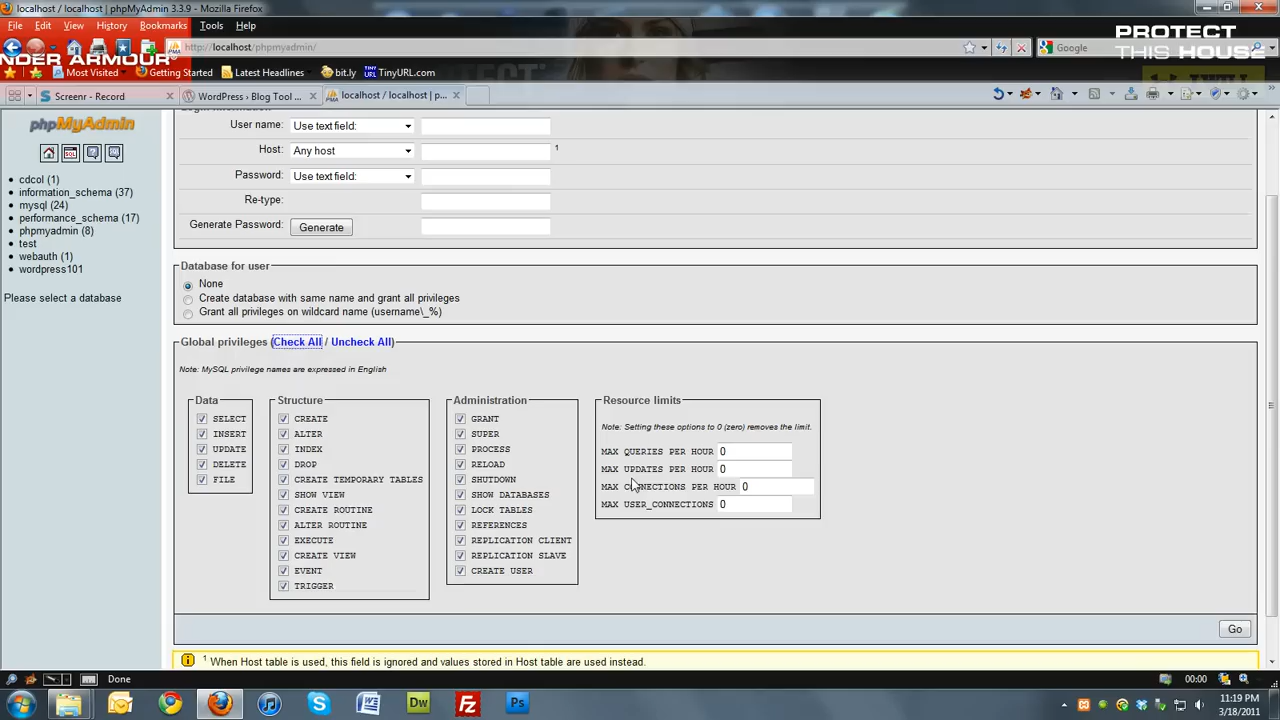 localhost / localhost | phpMyAdmin 3.3.9 - Mozilla Firefox
File Edit View History Bookmarks Tools Help
http://localhost/phpmyadmin/
Google
PROTECT
THIS HOUSE
NDER ARMOUR
Most Visited Getting Started Latest Headlines bit.ly TinyURL.com
Screenr - Record
WordPress › Blog Tool ...
localhost / localhost | p...
phpMyAdmin
cdcol (1)
information_schema (37)
mysql (24)
performance_schema (17)
phpmyadmin (8)
test
webauth (1)
wordpress101
Please select a database
Login Information
User name: Use text field:
Host: Any host 1
Password: Use text field:
Re-type:
Generate Password: Generate
Database for user
None
Create database with same name and grant all privileges
Grant all privileges on wildcard name (username\_%)
Global privileges (Check All / Uncheck All)
Note: MySQL privilege names are expressed in English
Data
SELECT
INSERT
UPDATE
DELETE
FILE
Structure
CREATE
ALTER
INDEX
DROP
CREATE TEMPORARY TABLES
SHOW VIEW
CREATE ROUTINE
ALTER ROUTINE
EXECUTE
CREATE VIEW
EVENT
TRIGGER
Administration
GRANT
SUPER
PROCESS
RELOAD
SHUTDOWN
SHOW DATABASES
LOCK TABLES
REFERENCES
REPLICATION CLIENT
REPLICATION SLAVE
CREATE USER
Resource limits
Note: Setting these options to 0 (zero) removes the limit.
MAX QUERIES PER HOUR 0
MAX UPDATES PER HOUR 0
MAX CONNECTIONS PER HOUR 0
MAX USER_CONNECTIONS 0
Go
1 When Host table is used, this field is ignored and values stored in Host table are used instead.
Done
00:00
11:19 PM
3/18/2011